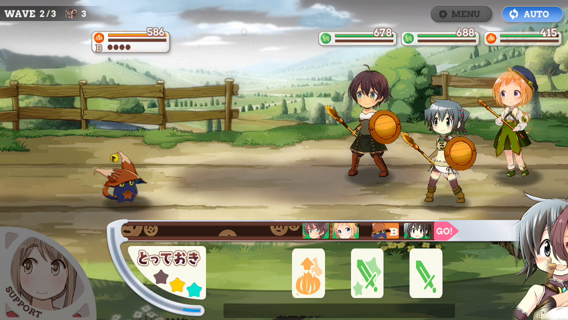 WAVE 2/3 3
MENU
AUTO
586
B
678
688
415
B
GO!
とっておき
SUPPORT